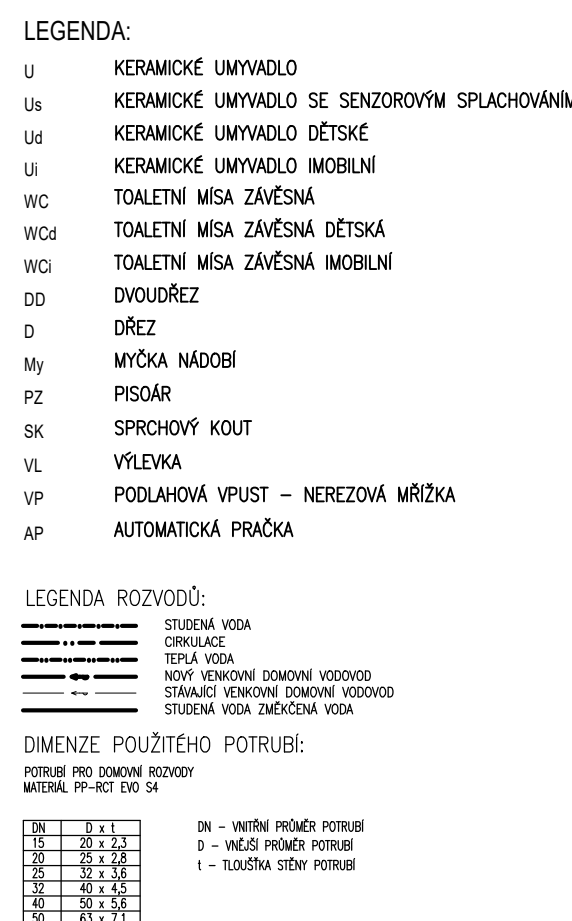 LEGENDA:
U KERAMICKÉ UMYVADLO
Us KERAMICKÉ UMYVADLO SE SENZOROVÝM SPLACHOVÁNÍM
Ud KERAMICKÉ UMYVADLO DĚTSKÉ
Ui KERAMICKÉ UMYVADLO IMOBILNÍ
WC TOALETNÍ MÍSA ZÁVĚSNÁ
WCd TOALETNÍ MÍSA ZÁVĚSNÁ DĚTSKÁ
WCi TOALETNÍ MÍSA ZÁVĚSNÁ IMOBILNÍ
DD DVOUDŘEZ
D DŘEZ
My MYČKA NÁDOBÍ
PZ PISOÁR
SK SPRCHOVÝ KOUT
VL VÝLEVKA
VP PODLAHOVÁ VPUST – NEREZOVÁ MŘÍŽKA
AP AUTOMATICKÁ PRAČKA
LEGENDA ROZVODŮ:
STUDENÁ VODA
CIRKULACE
TEPLÁ VODA
NOVÝ VENKOVNÍ DOMOVNÍ VODOVOD
STÁVAJÍCÍ VENKOVNÍ DOMOVNÍ VODOVOD
STUDENÁ VODA ZMĚKČENÁ VODA
DIMENZE POUŽITÉHO POTRUBÍ:
POTRUBÍ PRO DOMOVNÍ ROZVODY
MATERIÁL PP-RCT EVO S4
DN D x t
15 20 x 2,3
20 25 x 2,8
25 32 x 3,6
32 40 x 4,5
40 50 x 5,6
50 63 x 7,1
DN – VNITŘNÍ PRŮMĚR POTRUBÍ
D – VNĚJŠÍ PRŮMĚR POTRUBÍ
t – TLOUŠŤKA STĚNY POTRUBÍ